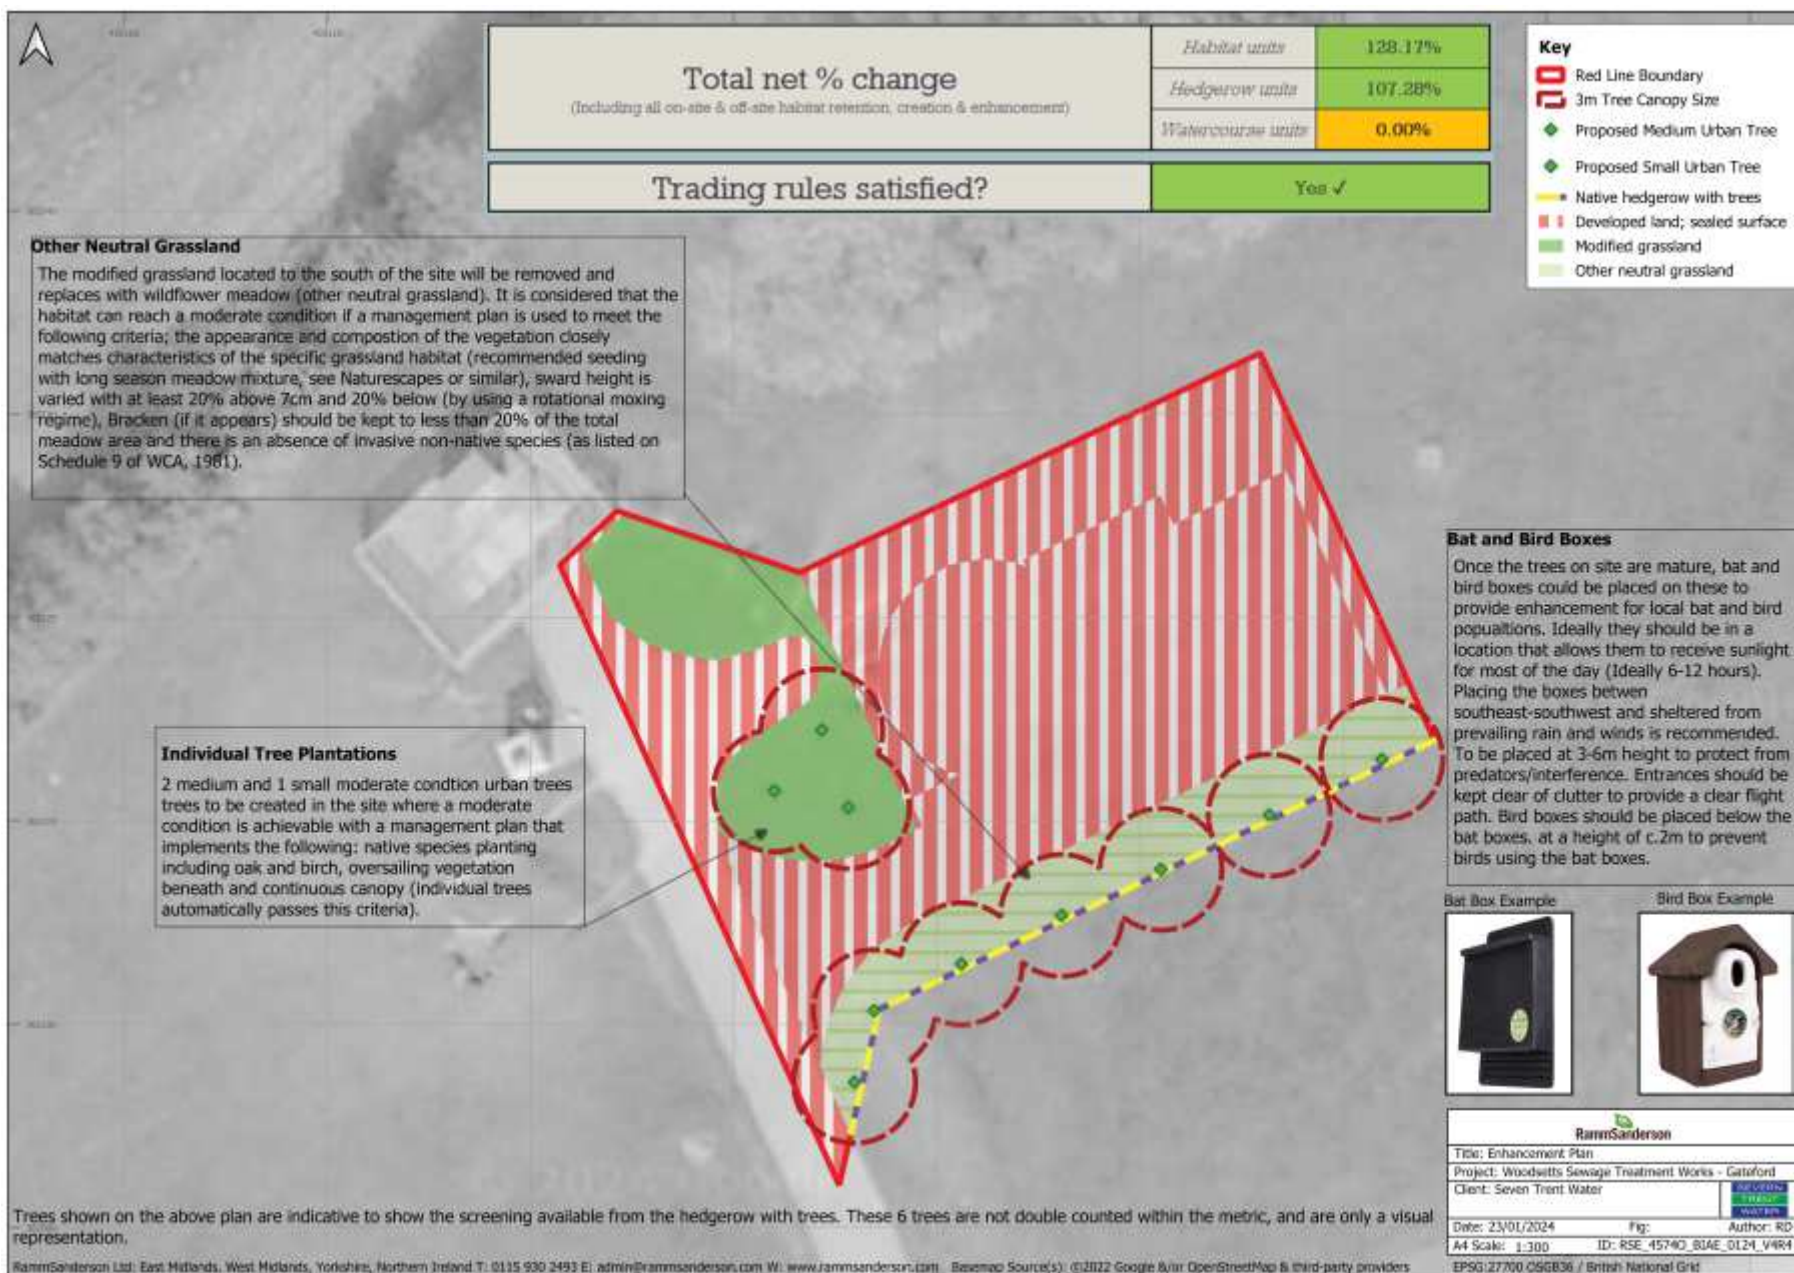 Total net % change
(Including all on-site & off-site habitat retention, creation & enhancement)
Habitat units
128.17%
Hedgerow units
107.28%
Watercourse units
0.00%
Trading rules satisfied?
Yes ✓
Key
Red Line Boundary
3m Tree Canopy Size
Proposed Medium Urban Tree
Proposed Small Urban Tree
Native hedgerow with trees
Developed land; sealed surface
Modified grassland
Other neutral grassland
Other Neutral Grassland
The modified grassland located to the south of the site will be removed and
replaces with wildflower meadow (other neutral grassland). It is considered that the
habitat can reach a moderate condition if a management plan is used to meet the
following criteria; the appearance and compostion of the vegetation closely
matches characteristics of the specific grassland habitat (recommended seeding
with long season meadow mixture, see Naturescapes or similar), sward height is
varied with at least 20% above 7cm and 20% below (by using a rotational moxing
regime), Bracken (if it appears) should be kept to less than 20% of the total
meadow area and there is an absence of invasive non-native species (as listed on
Schedule 9 of WCA, 1981).
Individual Tree Plantations
2 medium and 1 small moderate condtion urban trees
trees to be created in the site where a moderate
condition is achievable with a management plan that
implements the following: native species planting
including oak and birch, oversailing vegetation
beneath and continuous canopy (individual trees
automatically passes this criteria).
Bat and Bird Boxes
Once the trees on site are mature, bat and
bird boxes could be placed on these to
provide enhancement for local bat and bird
popualtions. Ideally they should be in a
location that allows them to receive sunlight
for most of the day (Ideally 6-12 hours).
Placing the boxes betwen
southeast-southwest and sheltered from
prevailing rain and winds is recommended.
To be placed at 3-6m height to protect from
predators/interference. Entrances should be
kept clear of clutter to provide a clear flight
path. Bird boxes should be placed below the
bat boxes, at a height of c.2m to prevent
birds using the bat boxes.
Bat Box Example
Bird Box Example
RammSanderson
Title: Enhancement Plan
Project: Woodsetts Sewage Treatment Works - Gateford
Client: Seven Trent Water
SEVERN
TRENT
WATER
Date: 23/01/2024 Fig: Author: RD
A4 Scale: 1:300 ID: RSE_4574O_BIAE_0124_V4R4
EPSG:27700 OSGB36 / British National Grid
Trees shown on the above plan are indicative to show the screening available from the hedgerow with trees. These 6 trees are not double counted within the metric, and are only a visual
representation.
RammSanderson Ltd: East Midlands, West Midlands, Yorkshire, Northern Ireland T: 0115 930 2493 E: admin@rammsanderson.com W: www.rammsanderson.com Basemap Source(s): ©2022 Google &/or OpenStreetMap & third-party providers